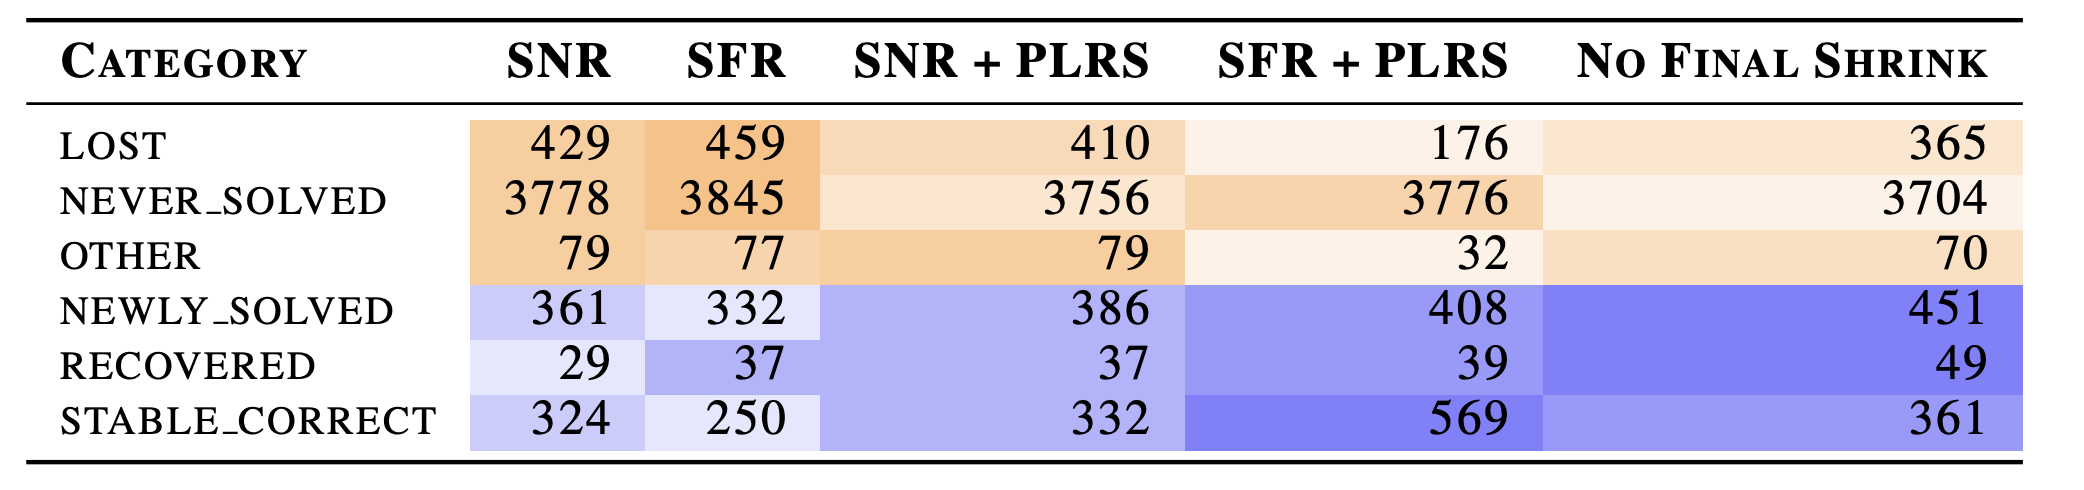 CATEGORY SNR SFR SNR + PLRS SFR + PLRS NO FINAL SHRINK
LOST 429 459 410 176 365
NEVER_SOLVED 3778 3845 3756 3776 3704
OTHER 79 77 79 32 70
NEWLY_SOLVED 361 332 386 408 451
RECOVERED 29 37 37 39 49
STABLE_CORRECT 324 250 332 569 361